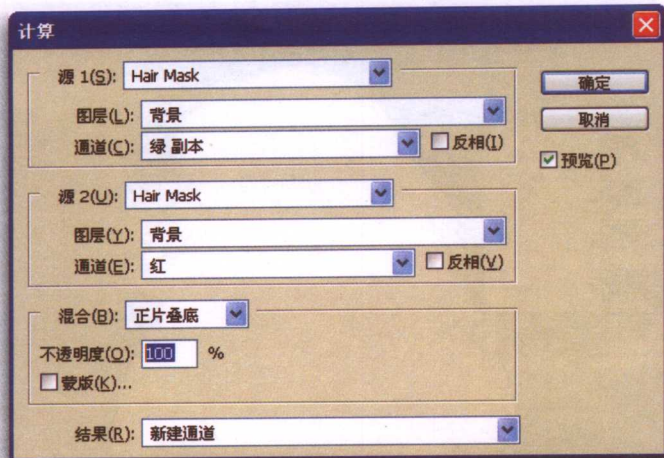 计算
源 1(S): Hair Mask
图层(L): 背景
通道(C): 绿 副本 反相(I)
确定
取消
预览(P)
源 2(U): Hair Mask
图层(Y): 背景
通道(E): 红 反相(V)
混合(B): 正片叠底
不透明度(O): 100 %
蒙版(K)...
结果(R): 新建通道